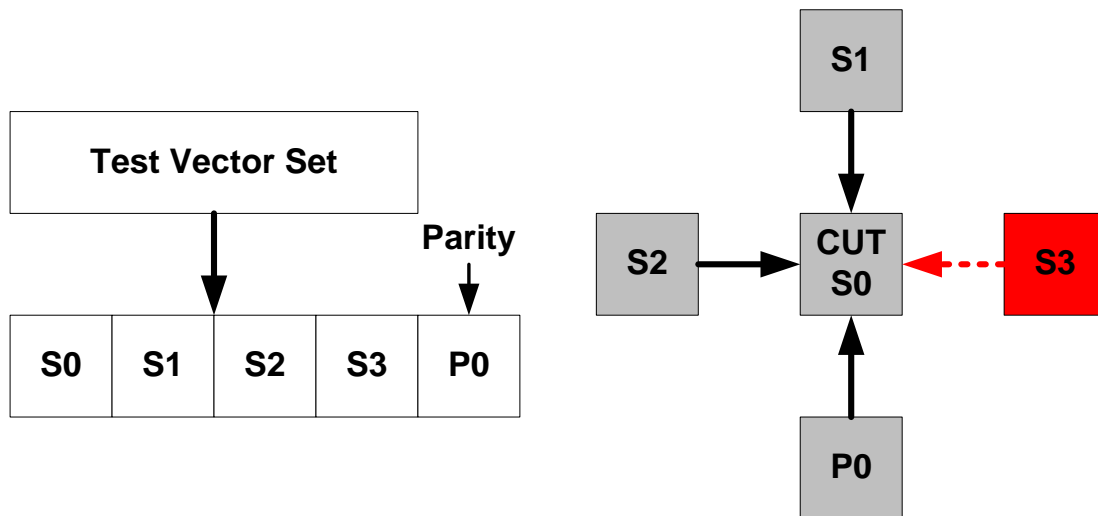 Test Vector Set
Parity
S0 S1 S2 S3 P0
S1
S2
CUT
S0
S3
P0